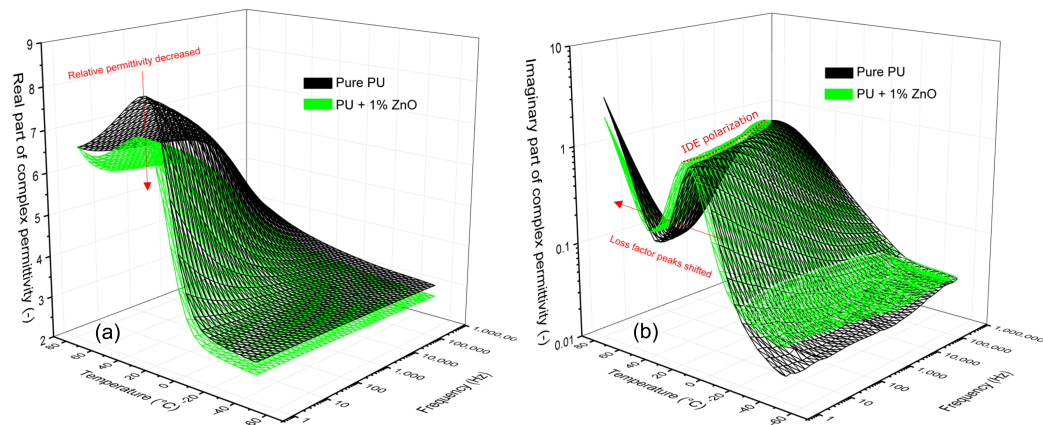 9
8
7
6
5
4
3
2
Real part of complex permittivity (-)
Relative permittivity decreased
Pure PU
PU + 1% ZnO
(a)
80
60
40
20
0
-20
-40
-60
Temperature (°C)
1
10
100
1.000
10.000
100.000
1,000.000
Frequency (Hz)
10
1
0.1
0.01
Imaginary part of complex permittivity (-)
Pure PU
PU + 1% ZnO
IDE polarization
Loss factor peaks shifted
(b)
80
60
40
20
0
-20
-40
-60
Temperature (°C)
1
10
100
1.000
10.000
100.000
Frequency (Hz)